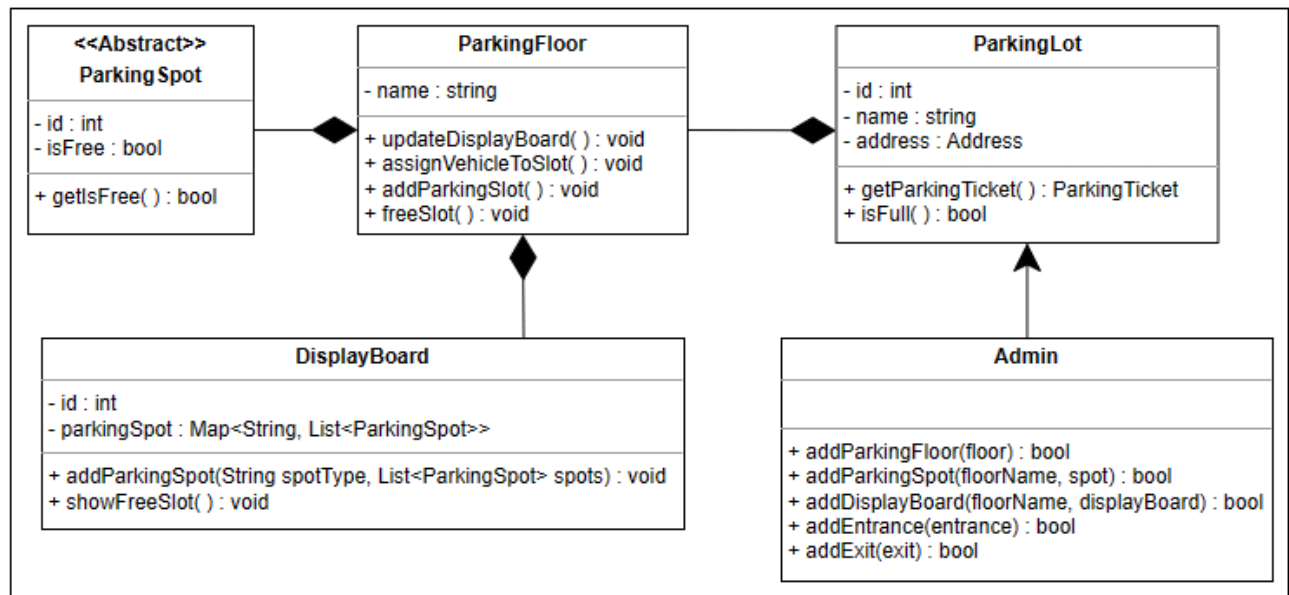 <<Abstract>>
ParkingSpot
- id : int
- isFree : bool
+ getIsFree( ) : bool
ParkingFloor
- name : string
+ updateDisplayBoard( ) : void
+ assignVehicleToSlot( ) : void
+ addParkingSlot( ) : void
+ freeSlot( ) : void
ParkingLot
- id : int
- name : string
- address : Address
+ getParkingTicket( ) : ParkingTicket
+ isFull( ) : bool
DisplayBoard
- id : int
- parkingSpot : Map<String, List<ParkingSpot>>
+ addParkingSpot(String spotType, List<ParkingSpot> spots) : void
+ showFreeSlot( ) : void
Admin
+ addParkingFloor(floor) : bool
+ addParkingSpot(floorName, spot) : bool
+ addDisplayBoard(floorName, displayBoard) : bool
+ addEntrance(entrance) : bool
+ addExit(exit) : bool